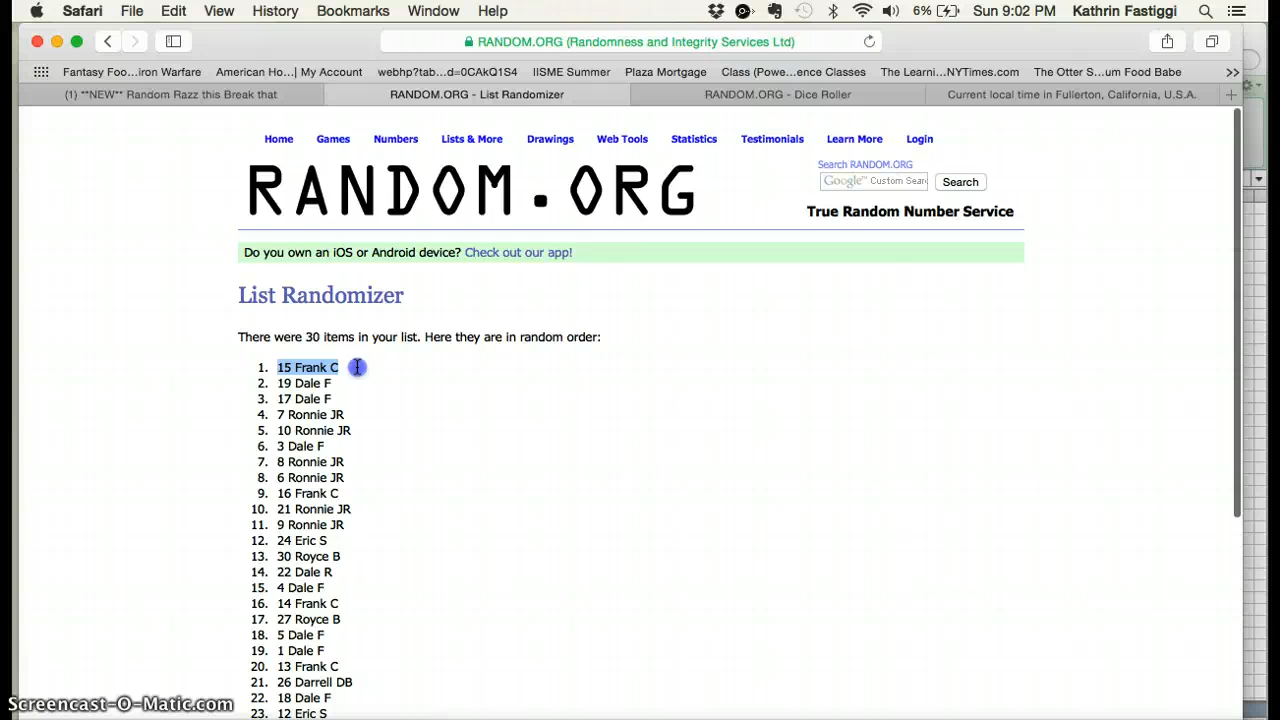 Safari File Edit View History Bookmarks Window Help 6% Sun 9:02 PM Kathrin Fastiggi
RANDOM.ORG (Randomness and Integrity Services Ltd)
Fantasy Foo...iron Warfare American Ho...| My Account webhp?tab...d=0CAkQ1S4 IISME Summer Plaza Mortgage Class (Powe...ence Classes The Learni...NYTimes.com The Otter S...um Food Babe
(1) **NEW** Random Razz this Break that RANDOM.ORG - List Randomizer RANDOM.ORG - Dice Roller Current local time in Fullerton, California, U.S.A.
Home Games Numbers Lists & More Drawings Web Tools Statistics Testimonials Learn More Login
Search RANDOM.ORG
RANDOM.ORG
Google™ Custom Sear Search
True Random Number Service
Do you own an iOS or Android device? Check out our app!
List Randomizer
There were 30 items in your list. Here they are in random order:
1. 15 Frank C
2. 19 Dale F
3. 17 Dale F
4. 7 Ronnie JR
5. 10 Ronnie JR
6. 3 Dale F
7. 8 Ronnie JR
8. 6 Ronnie JR
9. 16 Frank C
10. 21 Ronnie JR
11. 9 Ronnie JR
12. 24 Eric S
13. 30 Royce B
14. 22 Dale R
15. 4 Dale F
16. 14 Frank C
17. 27 Royce B
18. 5 Dale F
19. 1 Dale F
20. 13 Frank C
21. 26 Darrell DB
22. 18 Dale F
23. 12 Eric S
Screencast-O-Matic.com